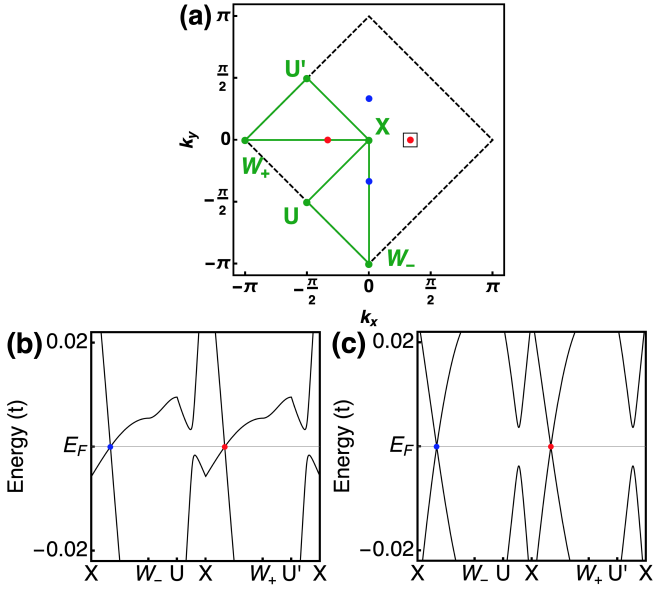 (a)
π
π/2
0
-π/2
-π
k_y
U'
X
W_+
U
W_-
-π
-π/2
0
π/2
π
k_x
(b)
0.02
E_F
-0.02
Energy (t)
X W_- U X W_+ U' X
(c)
0.02
E_F
-0.02
Energy (t)
X W_- U X W_+ U' X